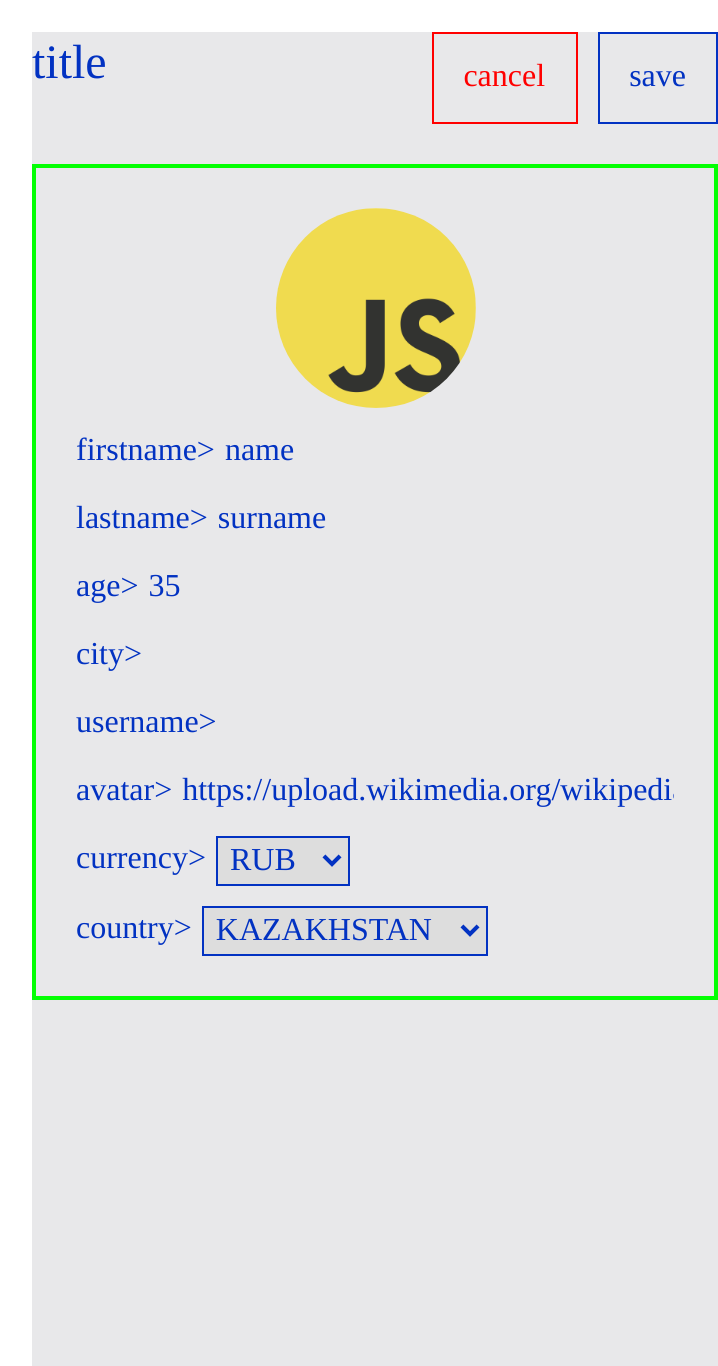 title
cancel
save
JS
firstname> name
lastname> surname
age> 35
city>
username>
avatar> https://upload.wikimedia.org/wikipedi
currency> RUB
country> KAZAKHSTAN